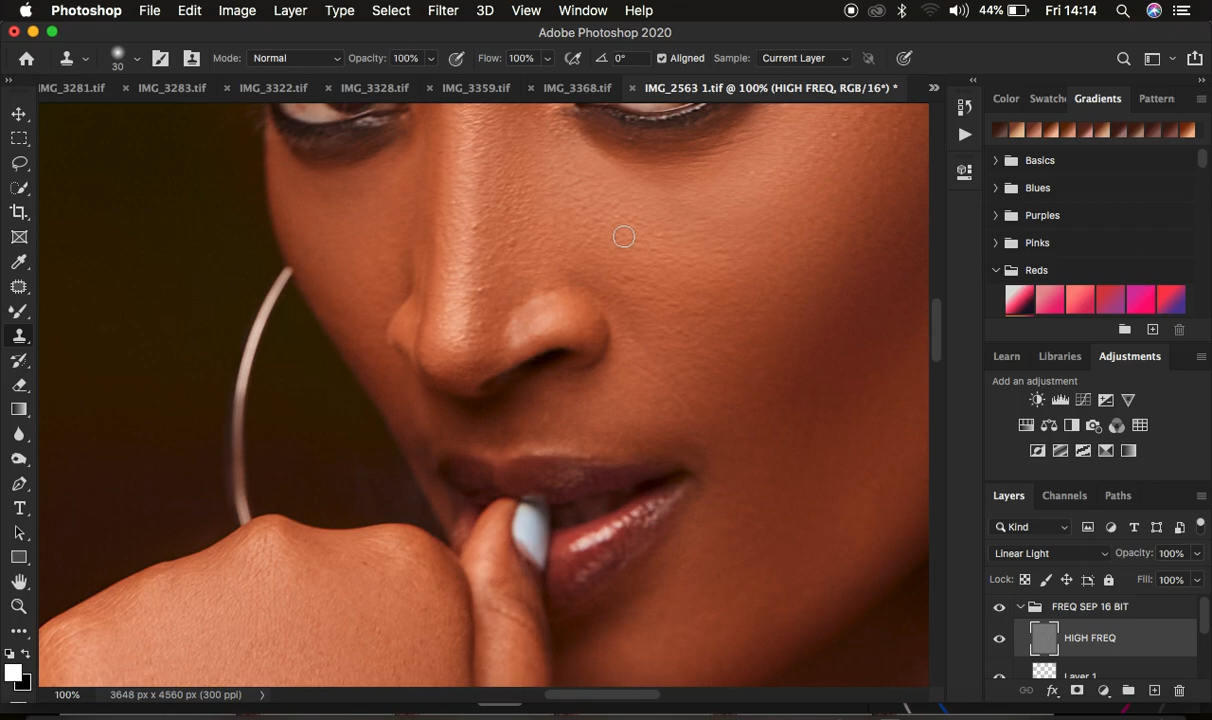 Photoshop File Edit Image Layer Type Select Filter 3D View Window Help 44% Fri 14:14
Adobe Photoshop 2020
30 Mode: Normal Opacity: 100% Flow: 100% 0° Aligned Sample: Current Layer
IMG_3281.tif × IMG_3283.tif × IMG_3322.tif × IMG_3328.tif × IMG_3359.tif × IMG_3368.tif × IMG_2563 1.tif @ 100% (HIGH FREQ, RGB/16*) *
Color Swatche Gradients Pattern
Basics
Blues
Purples
Pinks
Reds
Learn Libraries Adjustments
Add an adjustment
Layers Channels Paths
Kind
Linear Light Opacity: 100%
Lock: Fill: 100%
FREQ SEP 16 BIT
HIGH FREQ
Layer 1
100% 3648 px x 4560 px (300 ppi)